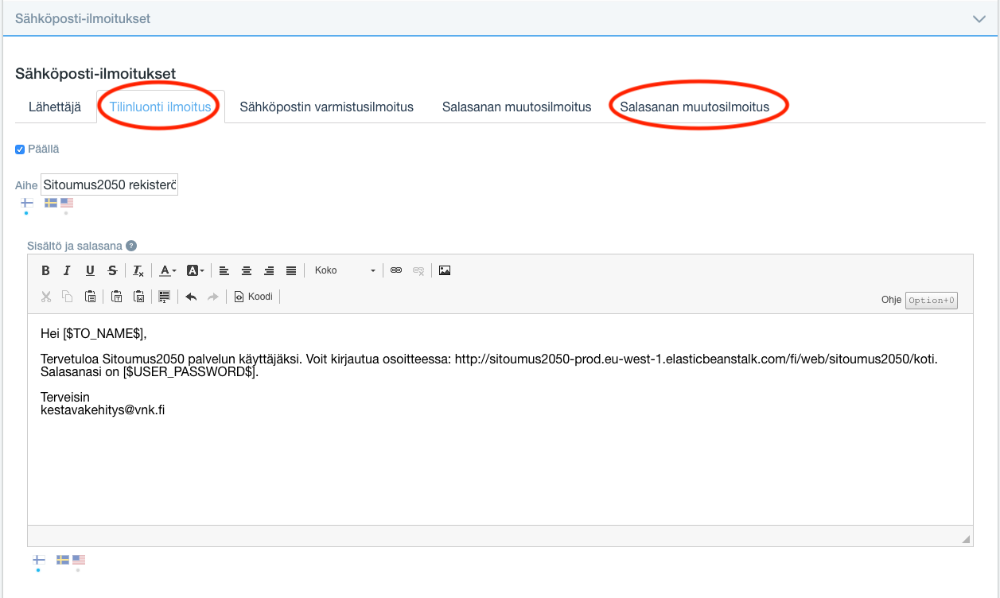 Sähköposti-ilmoitukset
Sähköposti-ilmoitukset
Lähettäjä Tilinluonti ilmoitus Sähköpostin varmistusilmoitus Salasanan muutosilmoitus Salasanan muutosilmoitus
Päällä
Aihe Sitoumus2050 rekisterö
Sisältö ja salasana ?
B I U S Tx A A Koko
Koodi
Ohje Option+0
Hei [$TO_NAME$],
Tervetuloa Sitoumus2050 palvelun käyttäjäksi. Voit kirjautua osoitteessa: http://sitoumus2050-prod.eu-west-1.elasticbeanstalk.com/fi/web/sitoumus2050/koti.
Salasanasi on [$USER_PASSWORD$].
Terveisin
kestavakehitys@vnk.fi